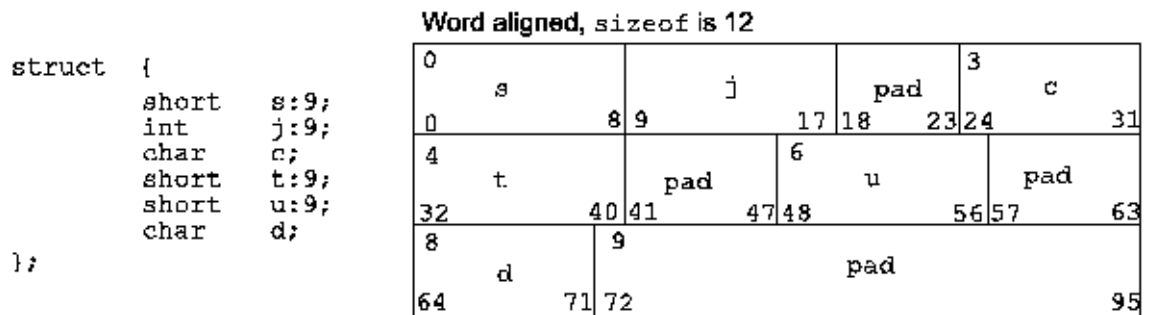 Word aligned, sizeof is 12
struct {
short s:9;
int j:9;
char c;
short t:9;
short u:9;
char d;
};
0 3
s j pad c
0 8 9 17 18 23 24 31
4 6
t pad u pad
32 40 41 47 48 56 57 63
8 9
d pad
64 71 72 95